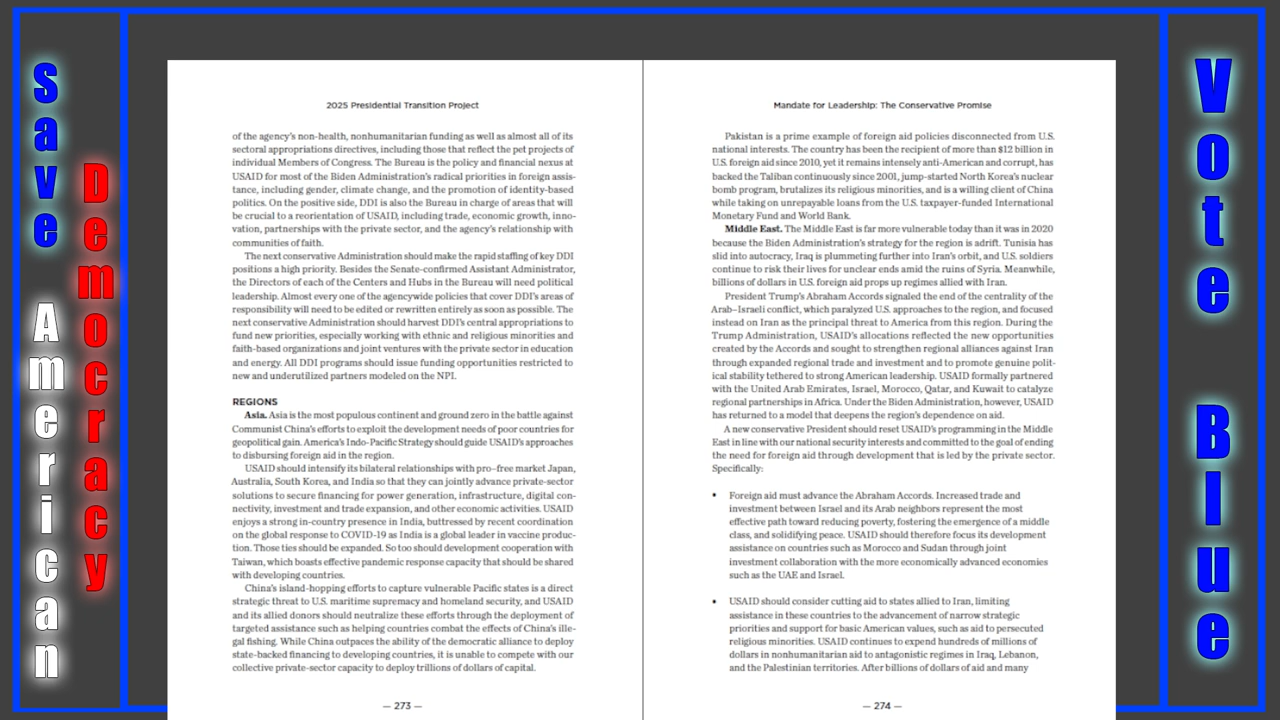 save
American
Democracy
2025 Presidential Transition Project
of the agency's non-health, nonhumanitarian funding as well as almost all of its
sectoral appropriations directives, including those that reflect the pet projects of
individual Members of Congress. The Bureau is the policy and financial nexus at
USAID for most of the Biden Administration's radical priorities in foreign assis-
tance, including gender, climate change, and the promotion of identity-based
politics. On the positive side, DDI is also the Bureau in charge of areas that will
be crucial to a reorientation of USAID, including trade, economic growth, inno-
vation, partnerships with the private sector, and the agency's relationship with
communities of faith.
The next conservative Administration should make the rapid staffing of key DDI
positions a high priority. Besides the Senate-confirmed Assistant Administrator,
the Directors of each of the Centers and Hubs in the Bureau will need political
leadership. Almost every one of the agencywide policies that cover DDI's areas of
responsibility will need to be edited or rewritten entirely as soon as possible. The
next conservative Administration should harvest DDI's central appropriations to
fund new priorities, especially working with ethnic and religious minorities and
faith-based organizations and joint ventures with the private sector in education
and energy. All DDI programs should issue funding opportunities restricted to
new and underutilized partners modeled on the NPI.
REGIONS
Asia. Asia is the most populous continent and ground zero in the battle against
Communist China's efforts to exploit the development needs of poor countries for
geopolitical gain. America's Indo-Pacific Strategy should guide USAID's approaches
to disbursing foreign aid in the region.
USAID should intensify its bilateral relationships with pro–free market Japan,
Australia, South Korea, and India so that they can jointly advance private-sector
solutions to secure financing for power generation, infrastructure, digital con-
nectivity, investment and trade expansion, and other economic activities. USAID
enjoys a strong in-country presence in India, buttressed by recent coordination
on the global response to COVID-19 as India is a global leader in vaccine produc-
tion. Those ties should be expanded. So too should development cooperation with
Taiwan, which boasts effective pandemic response capacity that should be shared
with developing countries.
China's island-hopping efforts to capture vulnerable Pacific states is a direct
strategic threat to U.S. maritime supremacy and homeland security, and USAID
and its allied donors should neutralize these efforts through the deployment of
targeted assistance such as helping countries combat the effects of China's ille-
gal fishing. While China outpaces the ability of the democratic alliance to deploy
state-backed financing to developing countries, it is unable to compete with our
collective private-sector capacity to deploy trillions of dollars of capital.
— 273 —
Mandate for Leadership: The Conservative Promise
Pakistan is a prime example of foreign aid policies disconnected from U.S.
national interests. The country has been the recipient of more than $12 billion in
U.S. foreign aid since 2010, yet it remains intensely anti-American and corrupt, has
backed the Taliban continuously since 2001, jump-started North Korea's nuclear
bomb program, brutalizes its religious minorities, and is a willing client of China
while taking on unrepayable loans from the U.S. taxpayer-funded International
Monetary Fund and World Bank.
Middle East. The Middle East is far more vulnerable today than it was in 2020
because the Biden Administration's strategy for the region is adrift. Tunisia has
slid into autocracy, Iraq is plummeting further into Iran's orbit, and U.S. soldiers
continue to risk their lives for unclear ends amid the ruins of Syria. Meanwhile,
billions of dollars in U.S. foreign aid props up regimes allied with Iran.
President Trump's Abraham Accords signaled the end of the centrality of the
Arab–Israeli conflict, which paralyzed U.S. approaches to the region, and focused
instead on Iran as the principal threat to America from this region. During the
Trump Administration, USAID's allocations reflected the new opportunities
created by the Accords and sought to strengthen regional alliances against Iran
through expanded regional trade and investment and to promote genuine polit-
ical stability tethered to strong American leadership. USAID formally partnered
with the United Arab Emirates, Israel, Morocco, Qatar, and Kuwait to catalyze
regional partnerships in Africa. Under the Biden Administration, however, USAID
has returned to a model that deepens the region's dependence on aid.
A new conservative President should reset USAID's programming in the Middle
East in line with our national security interests and committed to the goal of ending
the need for foreign aid through development that is led by the private sector.
Specifically:
• Foreign aid must advance the Abraham Accords. Increased trade and
investment between Israel and its Arab neighbors represent the most
effective path toward reducing poverty, fostering the emergence of a middle
class, and solidifying peace. USAID should therefore focus its development
assistance on countries such as Morocco and Sudan through joint
investment collaboration with the more economically advanced economies
such as the UAE and Israel.
• USAID should consider cutting aid to states allied to Iran, limiting
assistance in these countries to the advancement of narrow strategic
priorities and support for basic American values, such as aid to persecuted
religious minorities. USAID continues to expend hundreds of millions of
dollars in nonhumanitarian aid to antagonistic regimes in Iraq, Lebanon,
and the Palestinian territories. After billions of dollars of aid and many
— 274 —
Vote
Blue